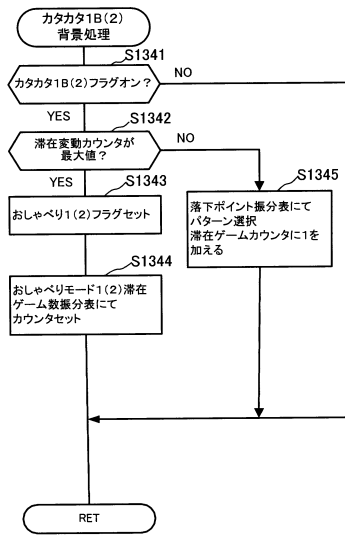 カタカタ1B(2)
背景処理
S1341
カタカタ1B(2)フラグオン?
NO
YES
S1342
滞在変動カウンタが
最大値?
NO
YES
S1343
おしゃべり1(2)フラグセット
S1345
落下ポイント振分表にて
パターン選択
滞在ゲームカウンタに1を
加える
S1344
おしゃべりモード1(2)滞在
ゲーム数振分表にて
カウンタセット
RET